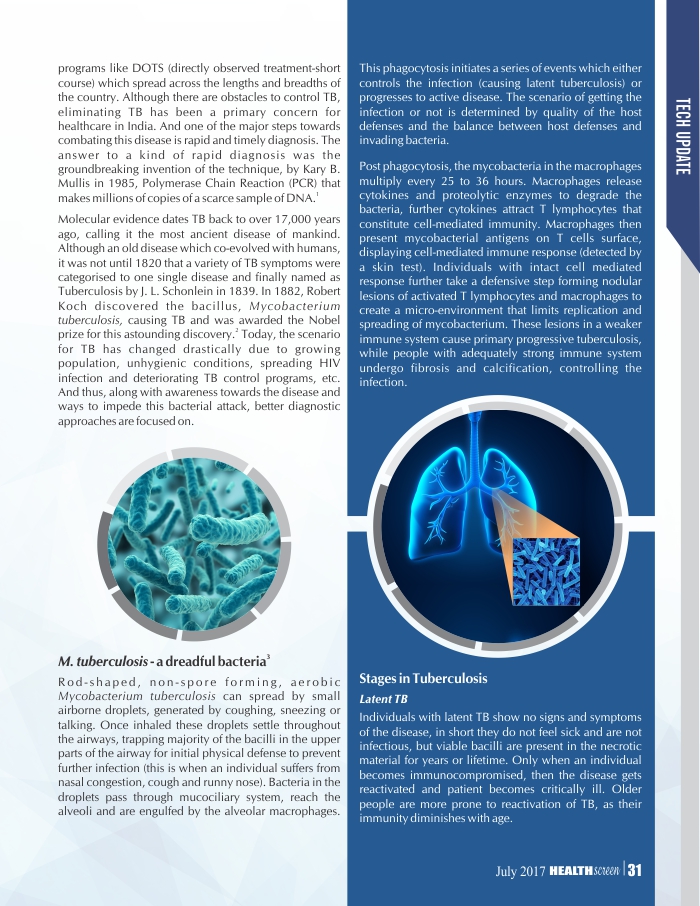 programs like DOTS (directly observed treatment-short
course) which spread across the lengths and breadths of
the country. Although there are obstacles to control TB,
eliminating TB has been a primary concern for
healthcare in India. And one of the major steps towards
combating this disease is rapid and timely diagnosis. The
answer to a kind of rapid diagnosis was the
groundbreaking invention of the technique, by Kary B.
Mullis in 1985, Polymerase Chain Reaction (PCR) that
makes millions of copies of a scarce sample of DNA.1
Molecular evidence dates TB back to over 17,000 years
ago, calling it the most ancient disease of mankind.
Although an old disease which co-evolved with humans,
it was not until 1820 that a variety of TB symptoms were
categorised to one single disease and finally named as
Tuberculosis by J. L. Schonlein in 1839. In 1882, Robert
Koch discovered the bacillus, Mycobacterium
tuberculosis, causing TB and was awarded the Nobel
prize for this astounding discovery.2 Today, the scenario
for TB has changed drastically due to growing
population, unhygienic conditions, spreading HIV
infection and deteriorating TB control programs, etc.
And thus, along with awareness towards the disease and
ways to impede this bacterial attack, better diagnostic
approaches are focused on.
M. tuberculosis - a dreadful bacteria3
Rod-shaped, non-spore forming, aerobic
Mycobacterium tuberculosis can spread by small
airborne droplets, generated by coughing, sneezing or
talking. Once inhaled these droplets settle throughout
the airways, trapping majority of the bacilli in the upper
parts of the airway for initial physical defense to prevent
further infection (this is when an individual suffers from
nasal congestion, cough and runny nose). Bacteria in the
droplets pass through mucociliary system, reach the
alveoli and are engulfed by the alveolar macrophages.
This phagocytosis initiates a series of events which either
controls the infection (causing latent tuberculosis) or
progresses to active disease. The scenario of getting the
infection or not is determined by quality of the host
defenses and the balance between host defenses and
invading bacteria.
Post phagocytosis, the mycobacteria in the macrophages
multiply every 25 to 36 hours. Macrophages release
cytokines and proteolytic enzymes to degrade the
bacteria, further cytokines attract T lymphocytes that
constitute cell-mediated immunity. Macrophages then
present mycobacterial antigens on T cells surface,
displaying cell-mediated immune response (detected by
a skin test). Individuals with intact cell mediated
response further take a defensive step forming nodular
lesions of activated T lymphocytes and macrophages to
create a micro-environment that limits replication and
spreading of mycobacterium. These lesions in a weaker
immune system cause primary progressive tuberculosis,
while people with adequately strong immune system
undergo fibrosis and calcification, controlling the
infection.
Stages in Tuberculosis
Latent TB
Individuals with latent TB show no signs and symptoms
of the disease, in short they do not feel sick and are not
infectious, but viable bacilli are present in the necrotic
material for years or lifetime. Only when an individual
becomes immunocompromised, then the disease gets
reactivated and patient becomes critically ill. Older
people are more prone to reactivation of TB, as their
immunity diminishes with age.
TECH UPDATE
July 2017 HEALTH screen 31